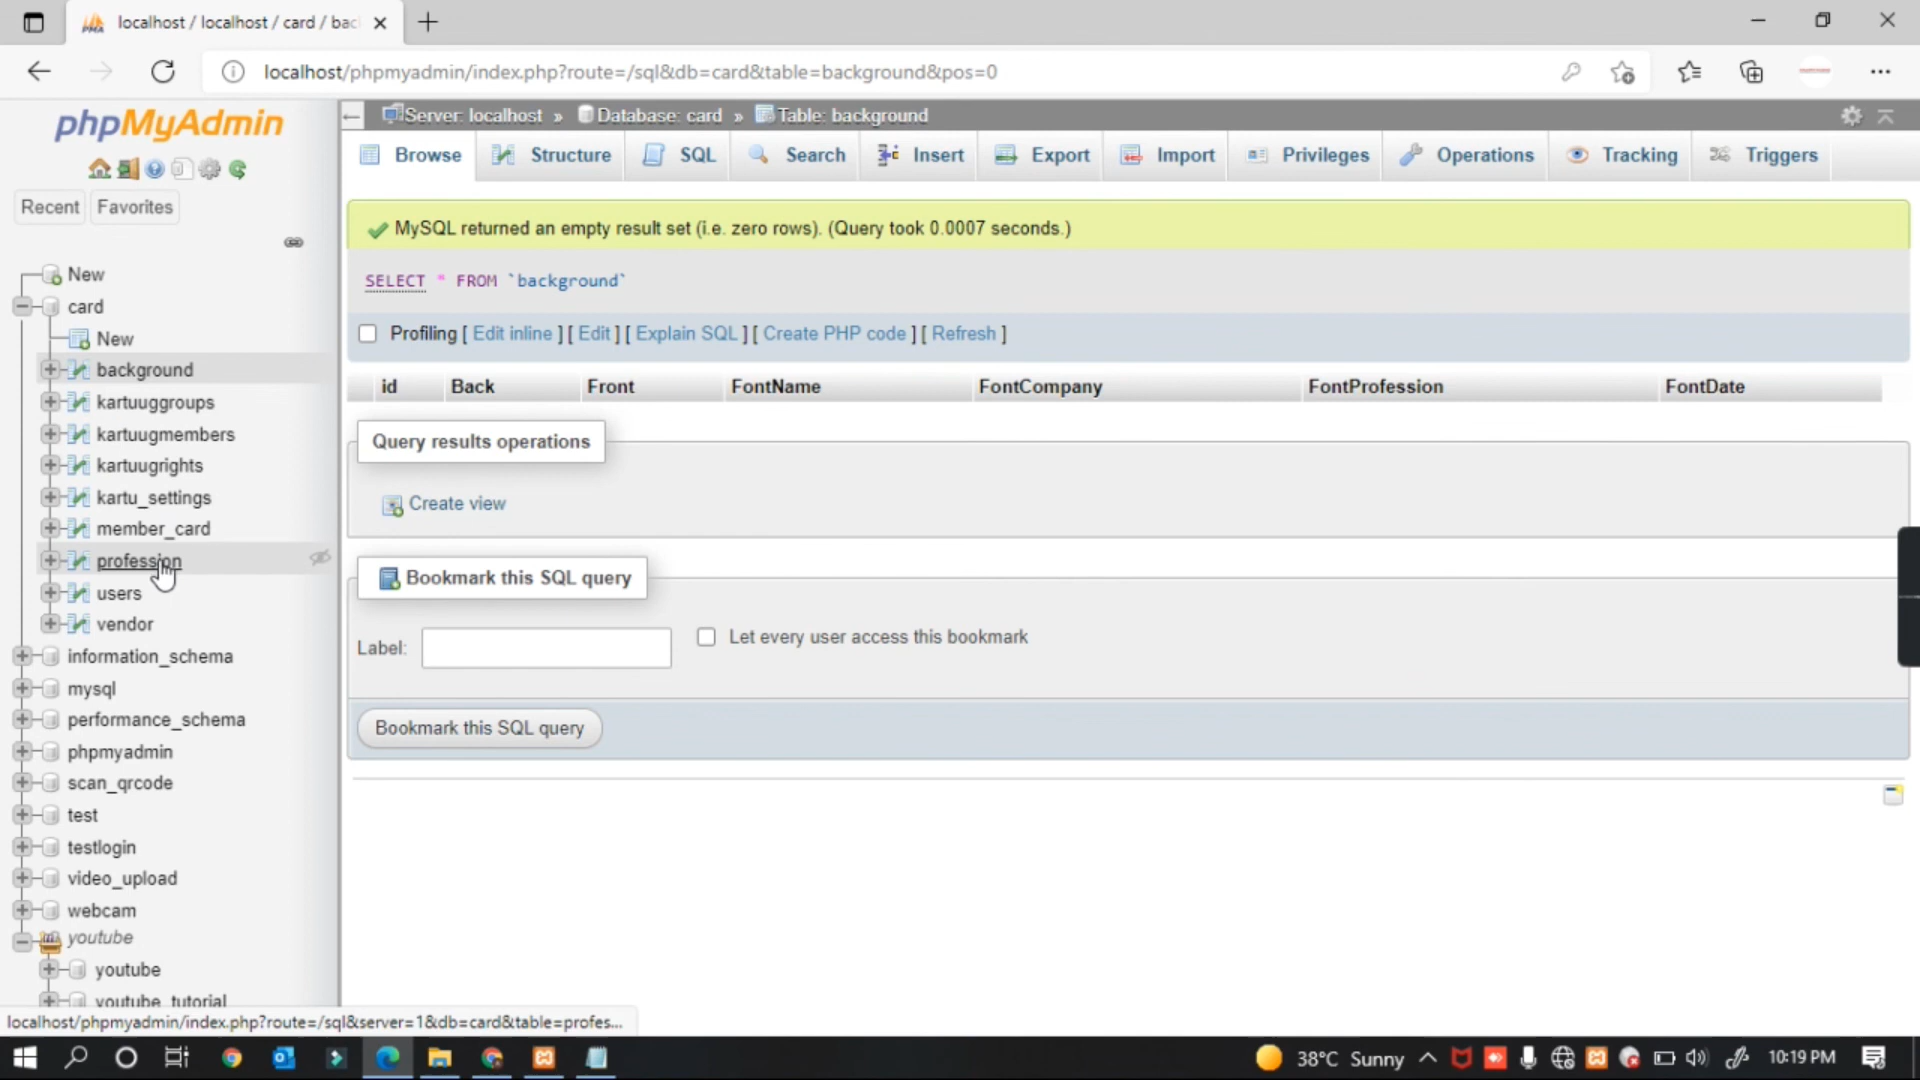 localhost / localhost / card / bac
localhost/phpmyadmin/index.php?route=/sql&db=card&table=background&pos=0
phpMyAdmin
Recent
Favorites
New
card
New
background
kartuuggroups
kartuugmembers
kartuugrights
kartu_settings
member_card
profession
users
vendor
information_schema
mysql
performance_schema
phpmyadmin
scan_qrcode
test
testlogin
video_upload
webcam
youtube
youtube
youtube_tutorial
Server: localhost » Database: card » Table: background
Browse Structure SQL Search Insert Export Import Privileges Operations Tracking Triggers
MySQL returned an empty result set (i.e. zero rows). (Query took 0.0007 seconds.)
SELECT * FROM `background`
Profiling [ Edit inline ] [ Edit ] [ Explain SQL ] [ Create PHP code ] [ Refresh ]
id Back Front FontName FontCompany FontProfession FontDate
Query results operations
Create view
Bookmark this SQL query
Label:
Let every user access this bookmark
Bookmark this SQL query
localhost/phpmyadmin/index.php?route=/sql&server=1&db=card&table=profes...
38°C Sunny
10:19 PM